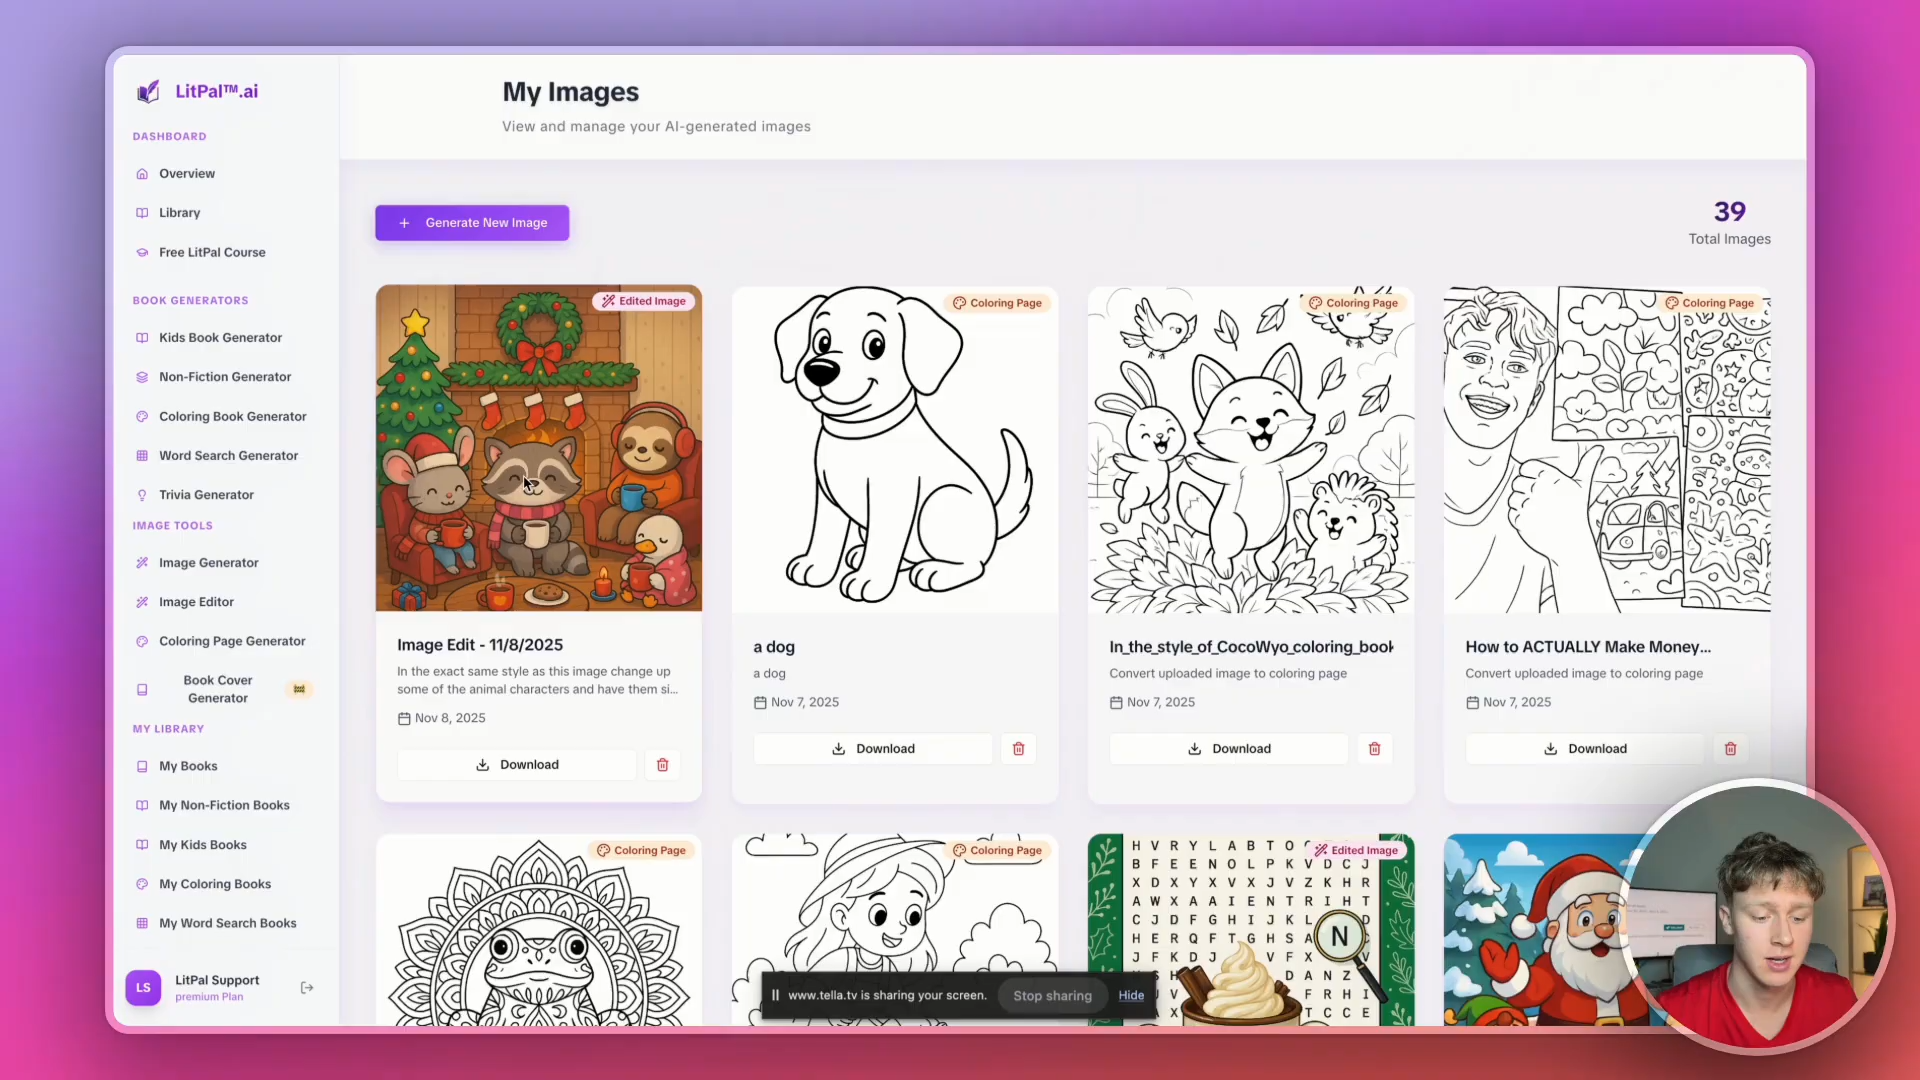 LitPal™.ai
DASHBOARD
Overview
Library
Free LitPal Course
BOOK GENERATORS
Kids Book Generator
Non-Fiction Generator
Coloring Book Generator
Word Search Generator
Trivia Generator
IMAGE TOOLS
Image Generator
Image Editor
Coloring Page Generator
Book Cover
Generator
MY LIBRARY
My Books
My Non-Fiction Books
My Kids Books
My Coloring Books
My Word Search Books
LS
LitPal Support
premium Plan
My Images
View and manage your AI-generated images
+ Generate New Image
39
Total Images
Edited Image
Image Edit - 11/8/2025
In the exact same style as this image change up
some of the animal characters and have them si...
Nov 8, 2025
Download
Coloring Page
a dog
a dog
Nov 7, 2025
Download
Coloring Page
In_the_style_of_CocoWyo_coloring_book
Convert uploaded image to coloring page
Nov 7, 2025
Download
Coloring Page
How to ACTUALLY Make Money...
Convert uploaded image to coloring page
Nov 7, 2025
Download
Coloring Page
Coloring Page
Edited Image
H V R Y L A B T O
B F E E N O L P K V D C J
X D X Y X V X J V Z K H R
A W X A A I E N T R I H T
C J D F G H I J K L
H E R Q F T G H S A
N
www.tella.tv is sharing your screen.
Stop sharing
Hide